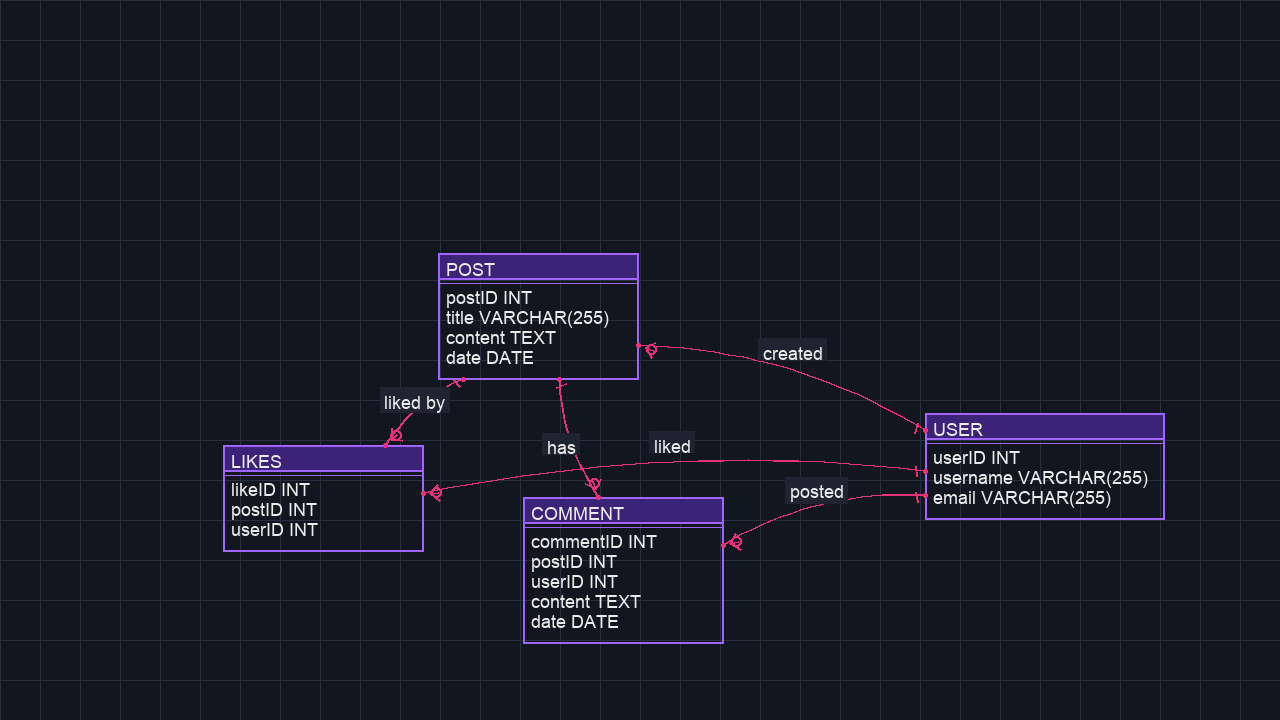 POST
postID INT
title VARCHAR(255)
content TEXT
date DATE
created
liked by
USER
userID INT
username VARCHAR(255)
email VARCHAR(255)
has
liked
posted
LIKES
likeID INT
postID INT
userID INT
COMMENT
commentID INT
postID INT
userID INT
content TEXT
date DATE